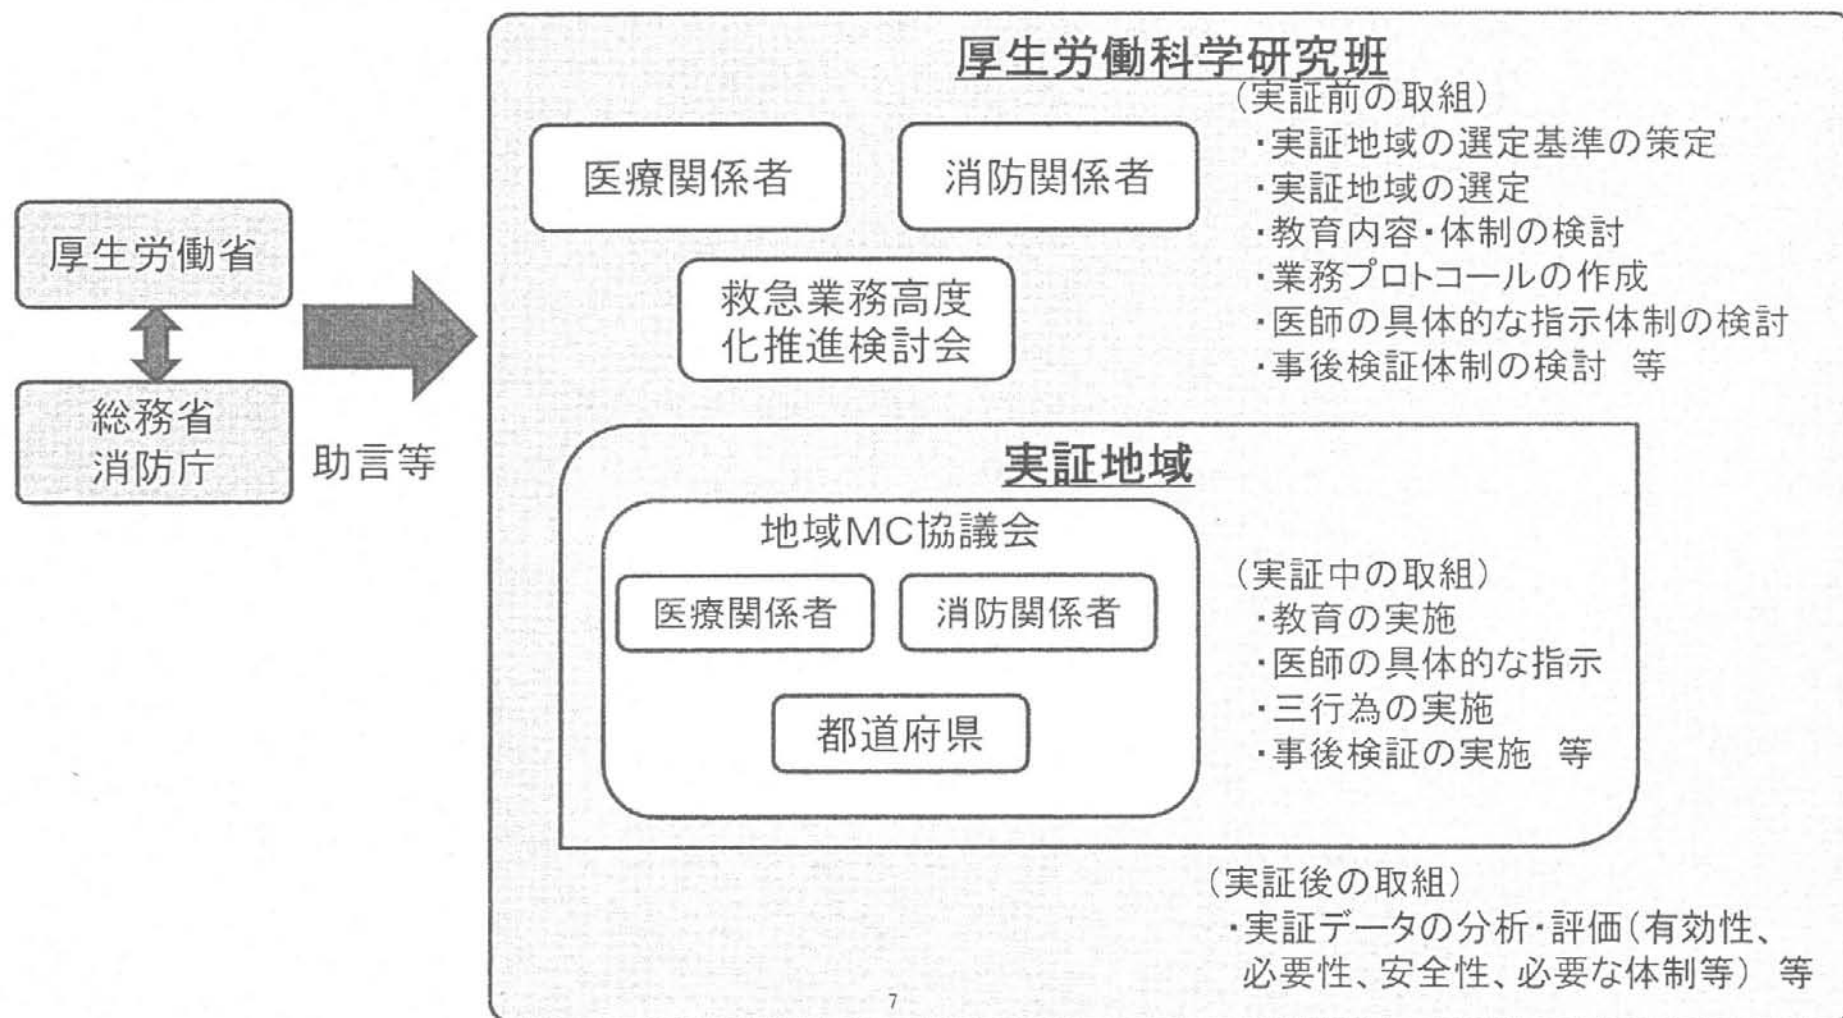 厚生労働省
総務省
消防庁
助言等
厚生労働科学研究班
医療関係者
消防関係者
救急業務高度
化推進検討会
（実証前の取組）
・実証地域の選定基準の策定
・実証地域の選定
・教育内容・体制の検討
・業務プロトコールの作成
・医師の具体的な指示体制の検討
・事後検証体制の検討 等
実証地域
地域MC協議会
医療関係者
消防関係者
都道府県
（実証中の取組）
・教育の実施
・医師の具体的な指示
・三行為の実施
・事後検証の実施 等
（実証後の取組）
・実証データの分析・評価（有効性、
必要性、安全性、必要な体制等） 等
7